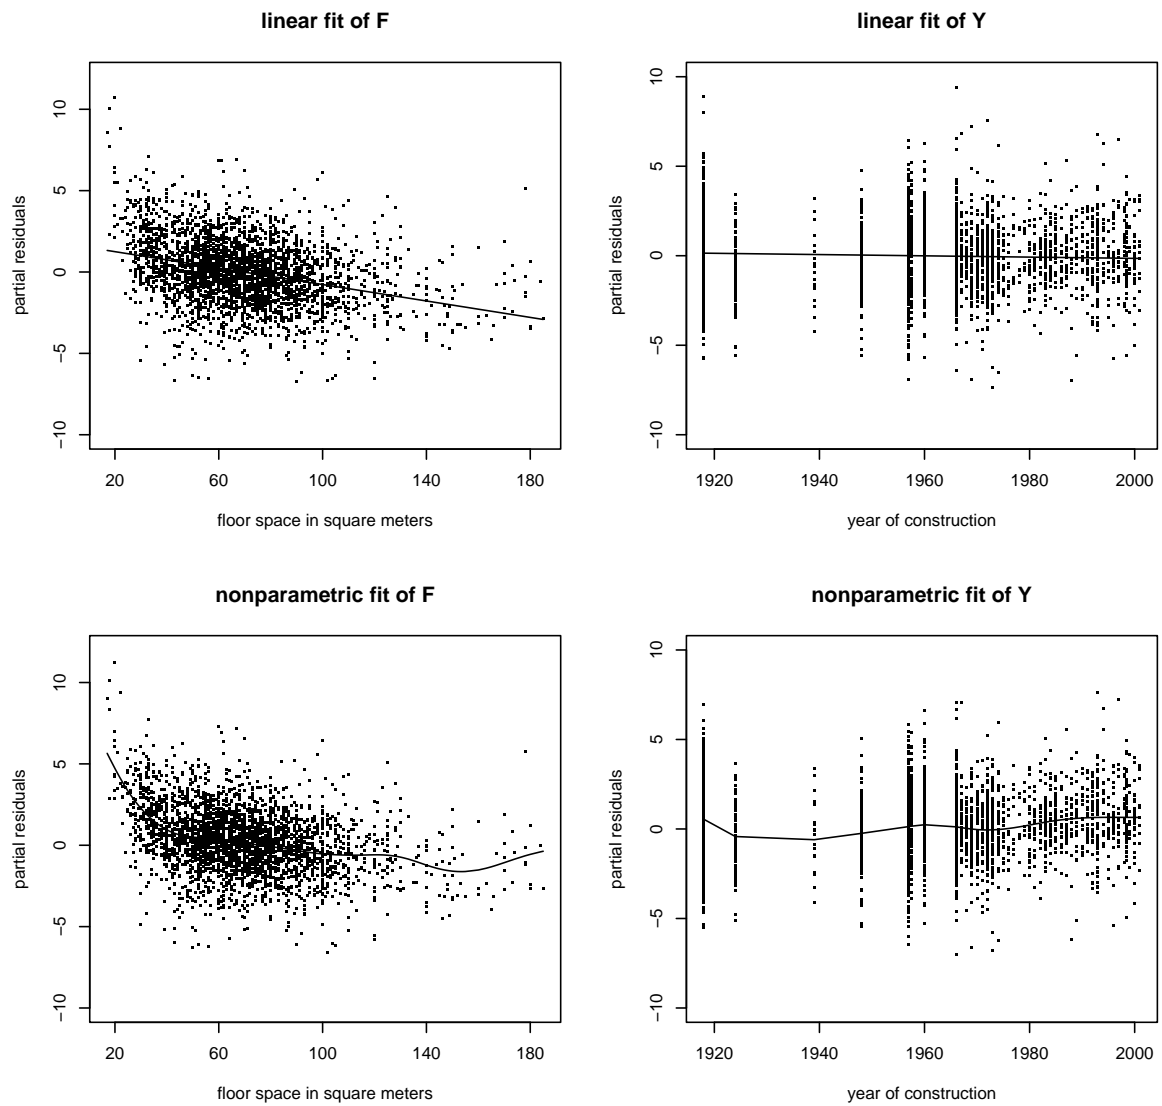 linear fit of F
partial residuals
10
5
0
−5
−10
20 60 100 140 180
floor space in square meters
linear fit of Y
partial residuals
10
5
0
−5
−10
1920 1940 1960 1980 2000
year of construction
nonparametric fit of F
partial residuals
10
5
0
−5
−10
20 60 100 140 180
floor space in square meters
nonparametric fit of Y
partial residuals
10
5
0
−5
−10
1920 1940 1960 1980 2000
year of construction